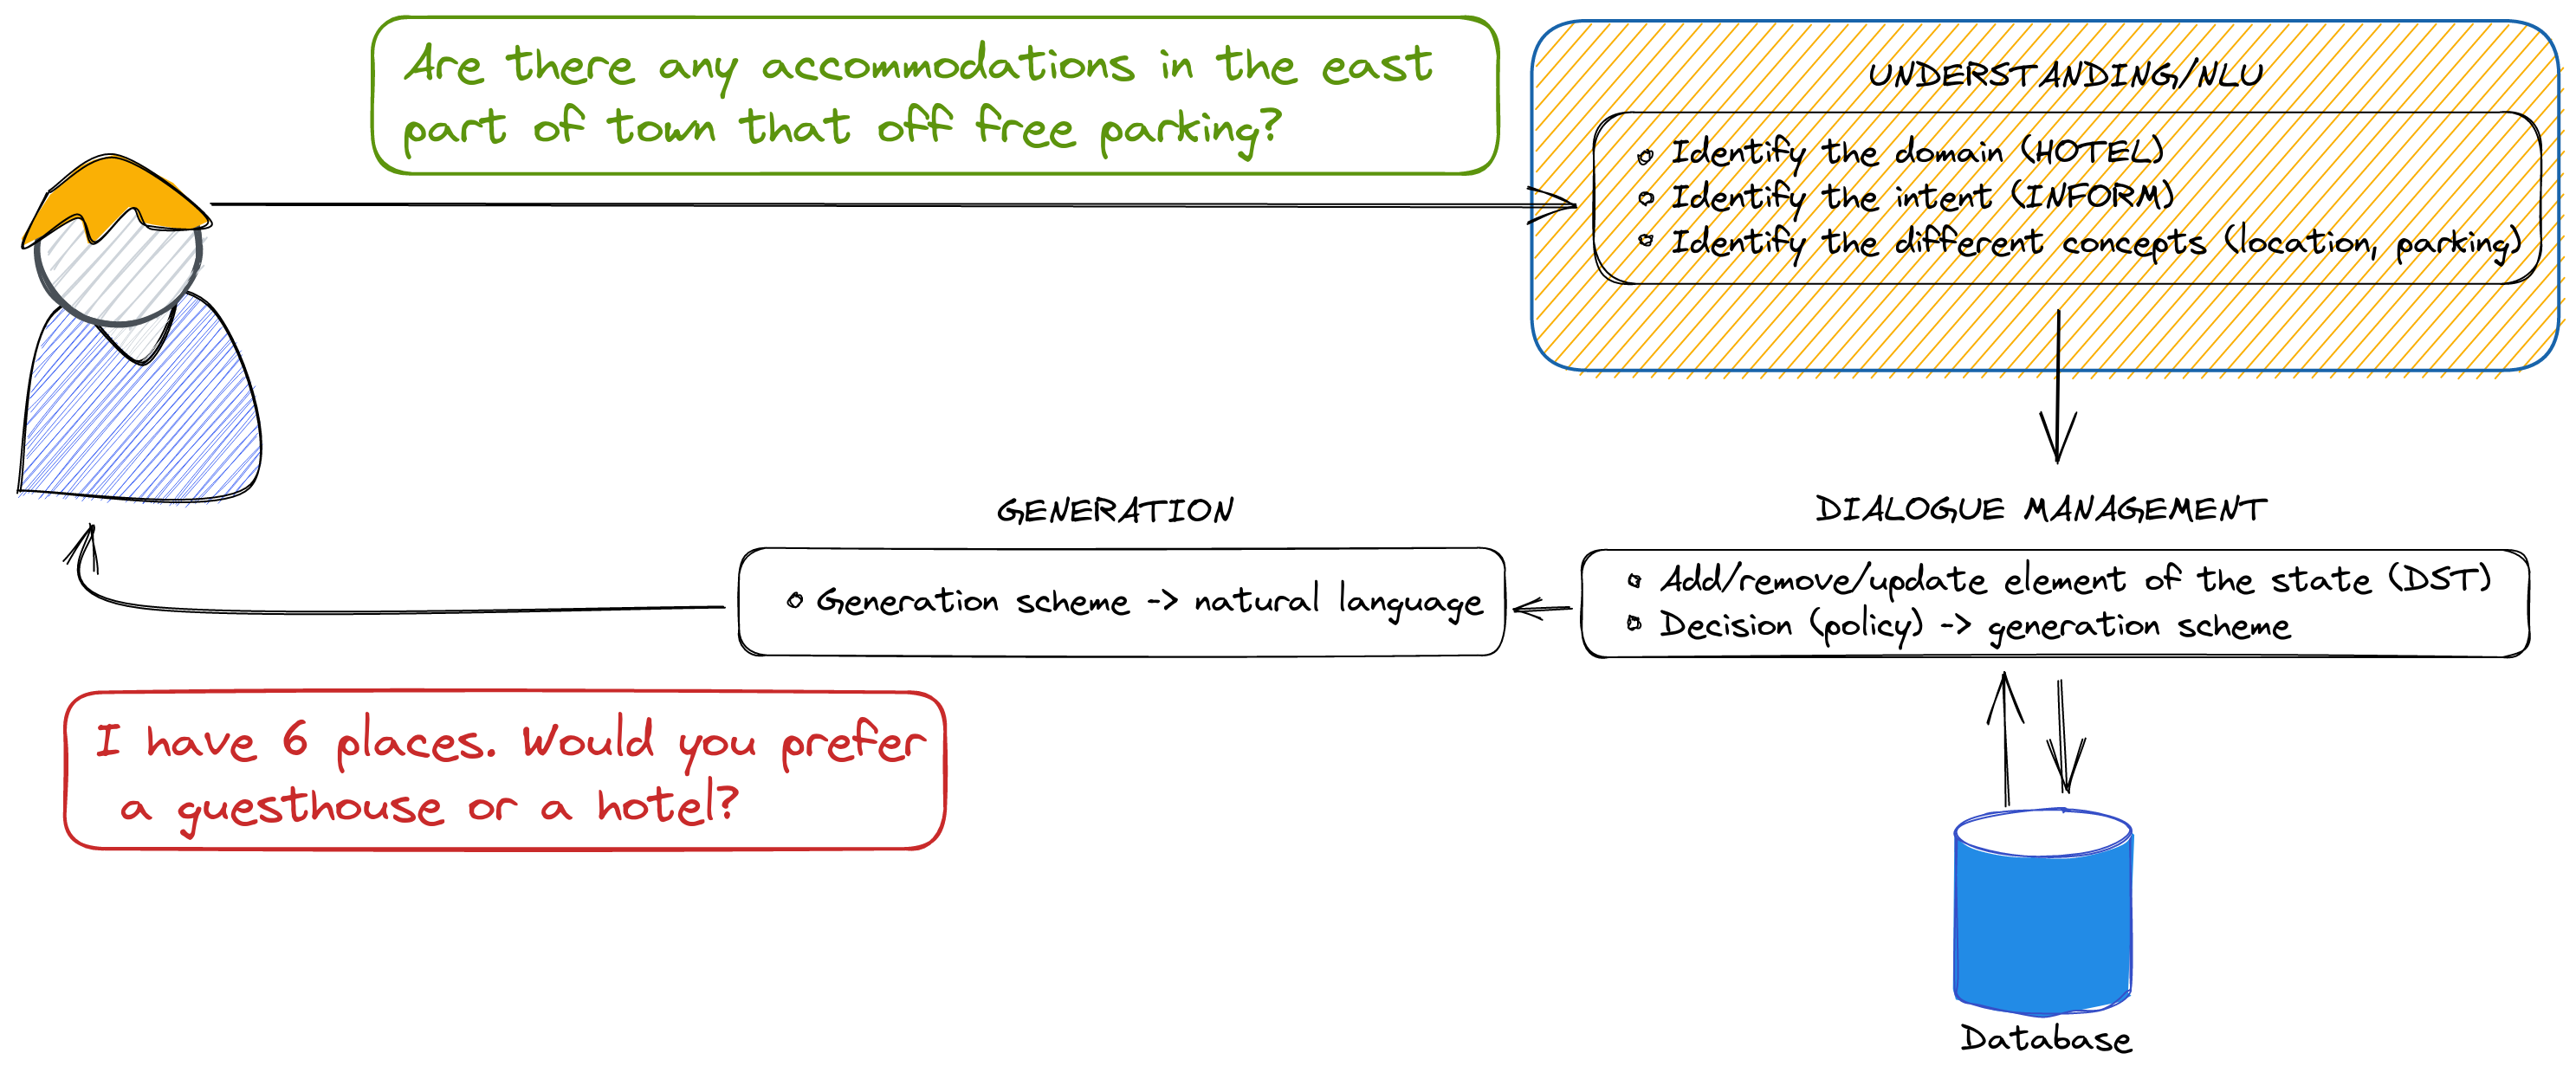 Are there any accommodations in the east
part of town that off free parking?
UNDERSTANDING/NLU
Identify the domain (HOTEL)
Identify the intent (INFORM)
Identify the different concepts (location, parking)
GENERATION
Generation scheme -> natural language
DIALOGUE MANAGEMENT
Add/remove/update element of the state (DST)
Decision (policy) -> generation scheme
I have 6 places. Would you prefer
a guesthouse or a hotel?
Database